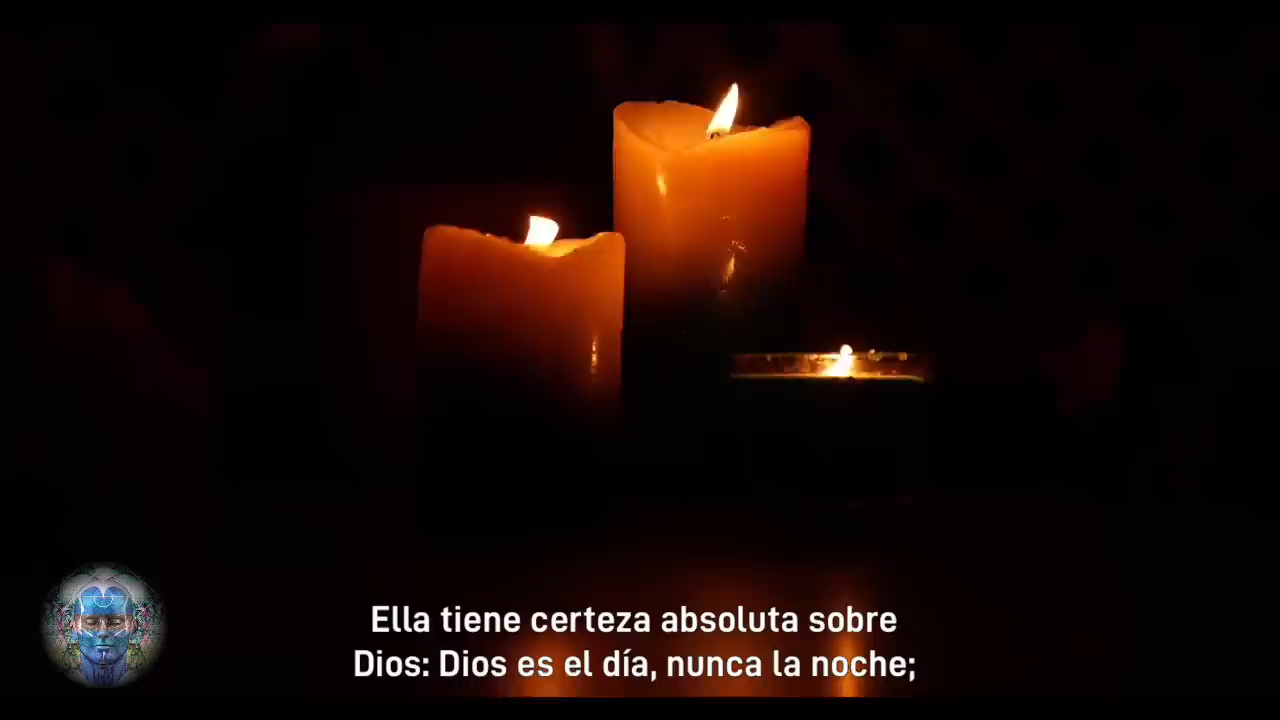 Ella tiene certeza absoluta sobre
Dios: Dios es el día, nunca la noche;